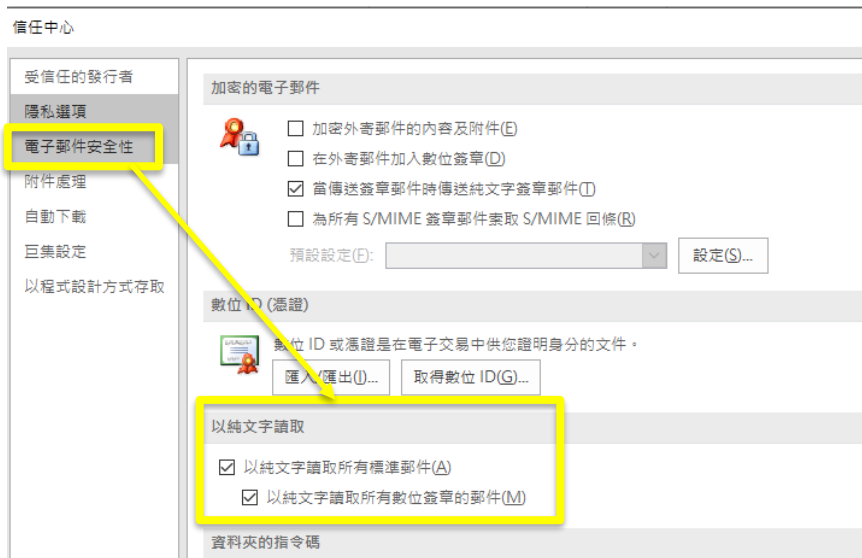 信任中心
受信任的發行者
隱私選項
電子郵件安全性
附件處理
自動下載
巨集設定
以程式設計方式存取
加密的電子郵件
加密外寄郵件的內容及附件(E)
在外寄郵件加入數位簽章(D)
當傳送簽章郵件時傳送純文字簽章郵件(T)
為所有 S/MIME 簽章郵件索取 S/MIME 回條(R)
預設設定(F):
設定(S)...
數位 ID (憑證)
數位 ID 或憑證是在電子交易中供您證明身分的文件。
匯入/匯出(I)...
取得數位 ID(G)...
以純文字讀取
以純文字讀取所有標準郵件(A)
以純文字讀取所有數位簽章的郵件(M)
資料夾的指令碼